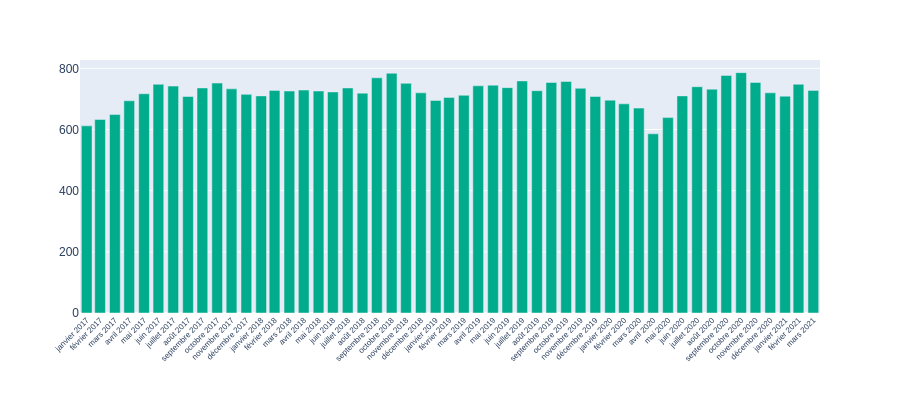 800
600
400
200
0
janvier 2017
février 2017
mars 2017
avril 2017
mai 2017
juin 2017
juillet 2017
août 2017
septembre 2017
octobre 2017
novembre 2017
décembre 2017
janvier 2018
février 2018
mars 2018
avril 2018
mai 2018
juin 2018
juillet 2018
août 2018
septembre 2018
octobre 2018
novembre 2018
décembre 2018
janvier 2019
février 2019
mars 2019
avril 2019
mai 2019
juin 2019
juillet 2019
août 2019
septembre 2019
octobre 2019
novembre 2019
décembre 2019
janvier 2020
février 2020
mars 2020
avril 2020
mai 2020
juin 2020
juillet 2020
août 2020
septembre 2020
octobre 2020
novembre 2020
décembre 2020
janvier 2021
février 2021
mars 2021